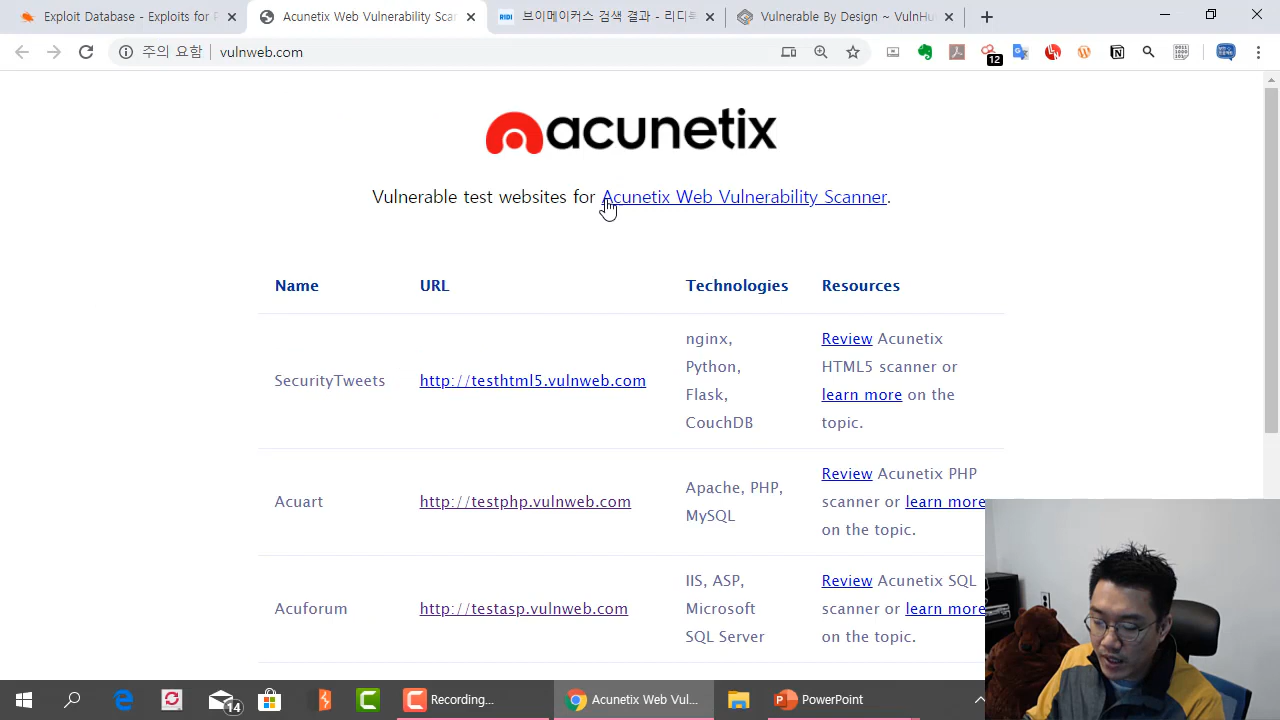 Exploit Database - Exploits for P
Acunetix Web Vulnerability Sca
RIDI 브이메이커스 검색 결과 - 리디트
Vulnerable By Design ~ VulnHu
주의 요함 vulnweb.com
12
acunetix
Vulnerable test websites for Acunetix Web Vulnerability Scanner.
Name URL Technologies Resources
SecurityTweets http://testhtml5.vulnweb.com
nginx,
Python,
Flask,
CouchDB
Review Acunetix
HTML5 scanner or
learn more on the
topic.
Acuart http://testphp.vulnweb.com
Apache, PHP,
MySQL
Review Acunetix PHP
scanner or learn more
on the topic.
Acuforum http://testasp.vulnweb.com
IIS, ASP,
Microsoft
SQL Server
Review Acunetix SQL
scanner or learn more
on the topic.
14
Recording...
Acunetix Web Vul...
PowerPoint